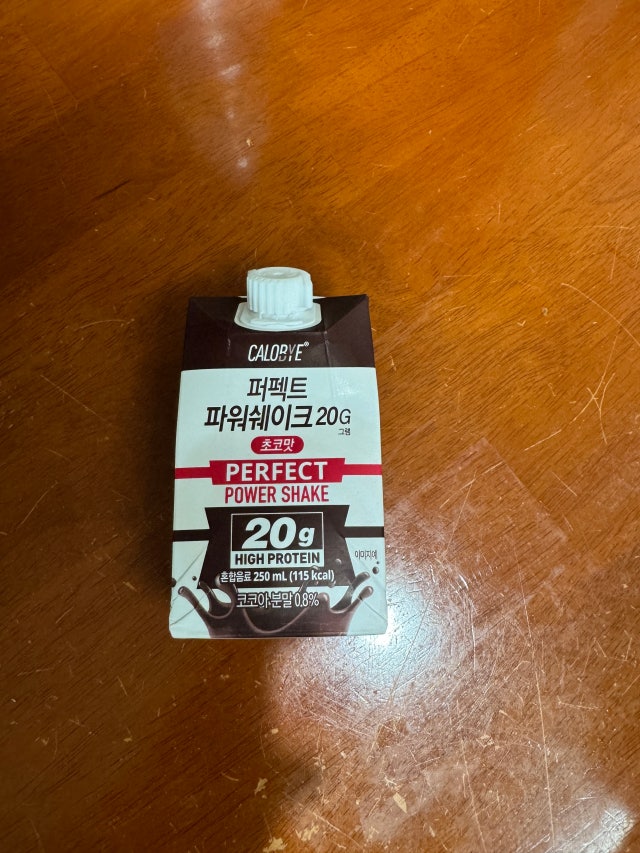 CALOBYE®
퍼펙트
파워쉐이크 20G
그램
초코맛
PERFECT
POWER SHAKE
20g
HIGH PROTEIN
이미지예
혼합음료 250 mL (115 kcal)
코코아분말 0.8%